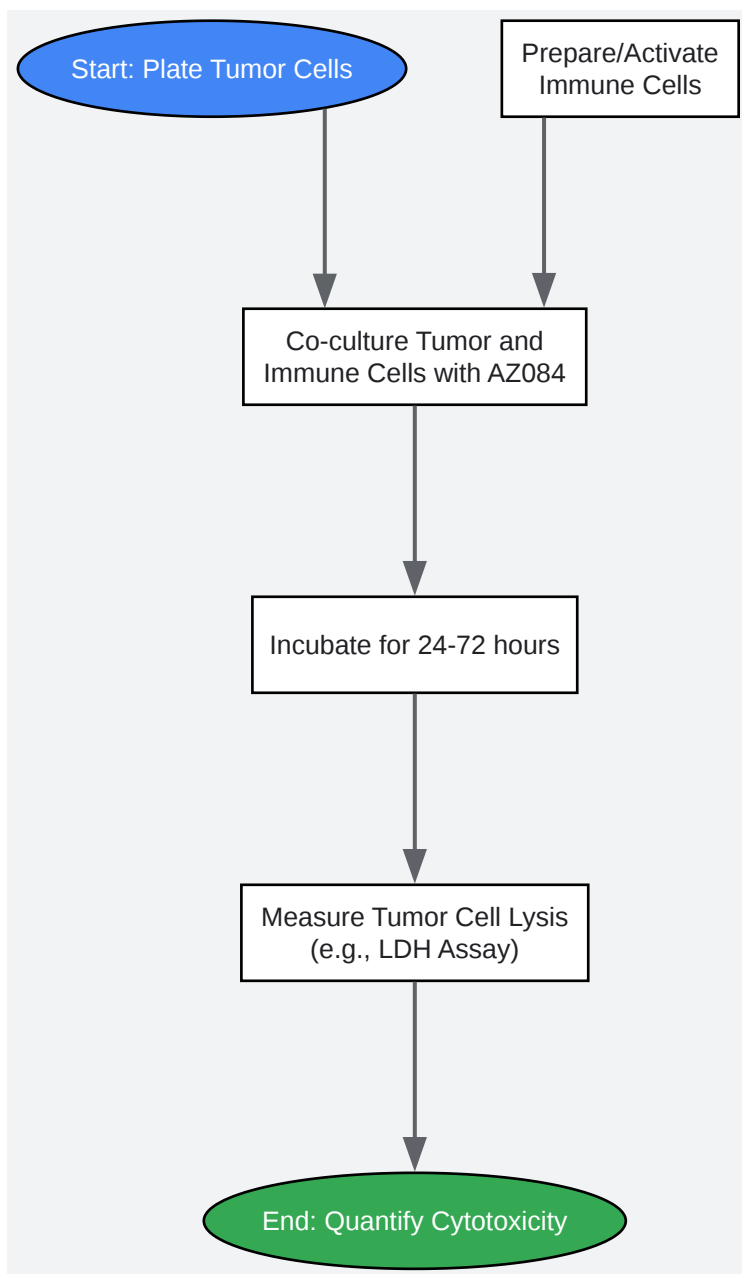 Start: Plate Tumor Cells
Prepare/Activate
Immune Cells
Co-culture Tumor and
Immune Cells with AZ084
Incubate for 24-72 hours
Measure Tumor Cell Lysis
(e.g., LDH Assay)
End: Quantify Cytotoxicity